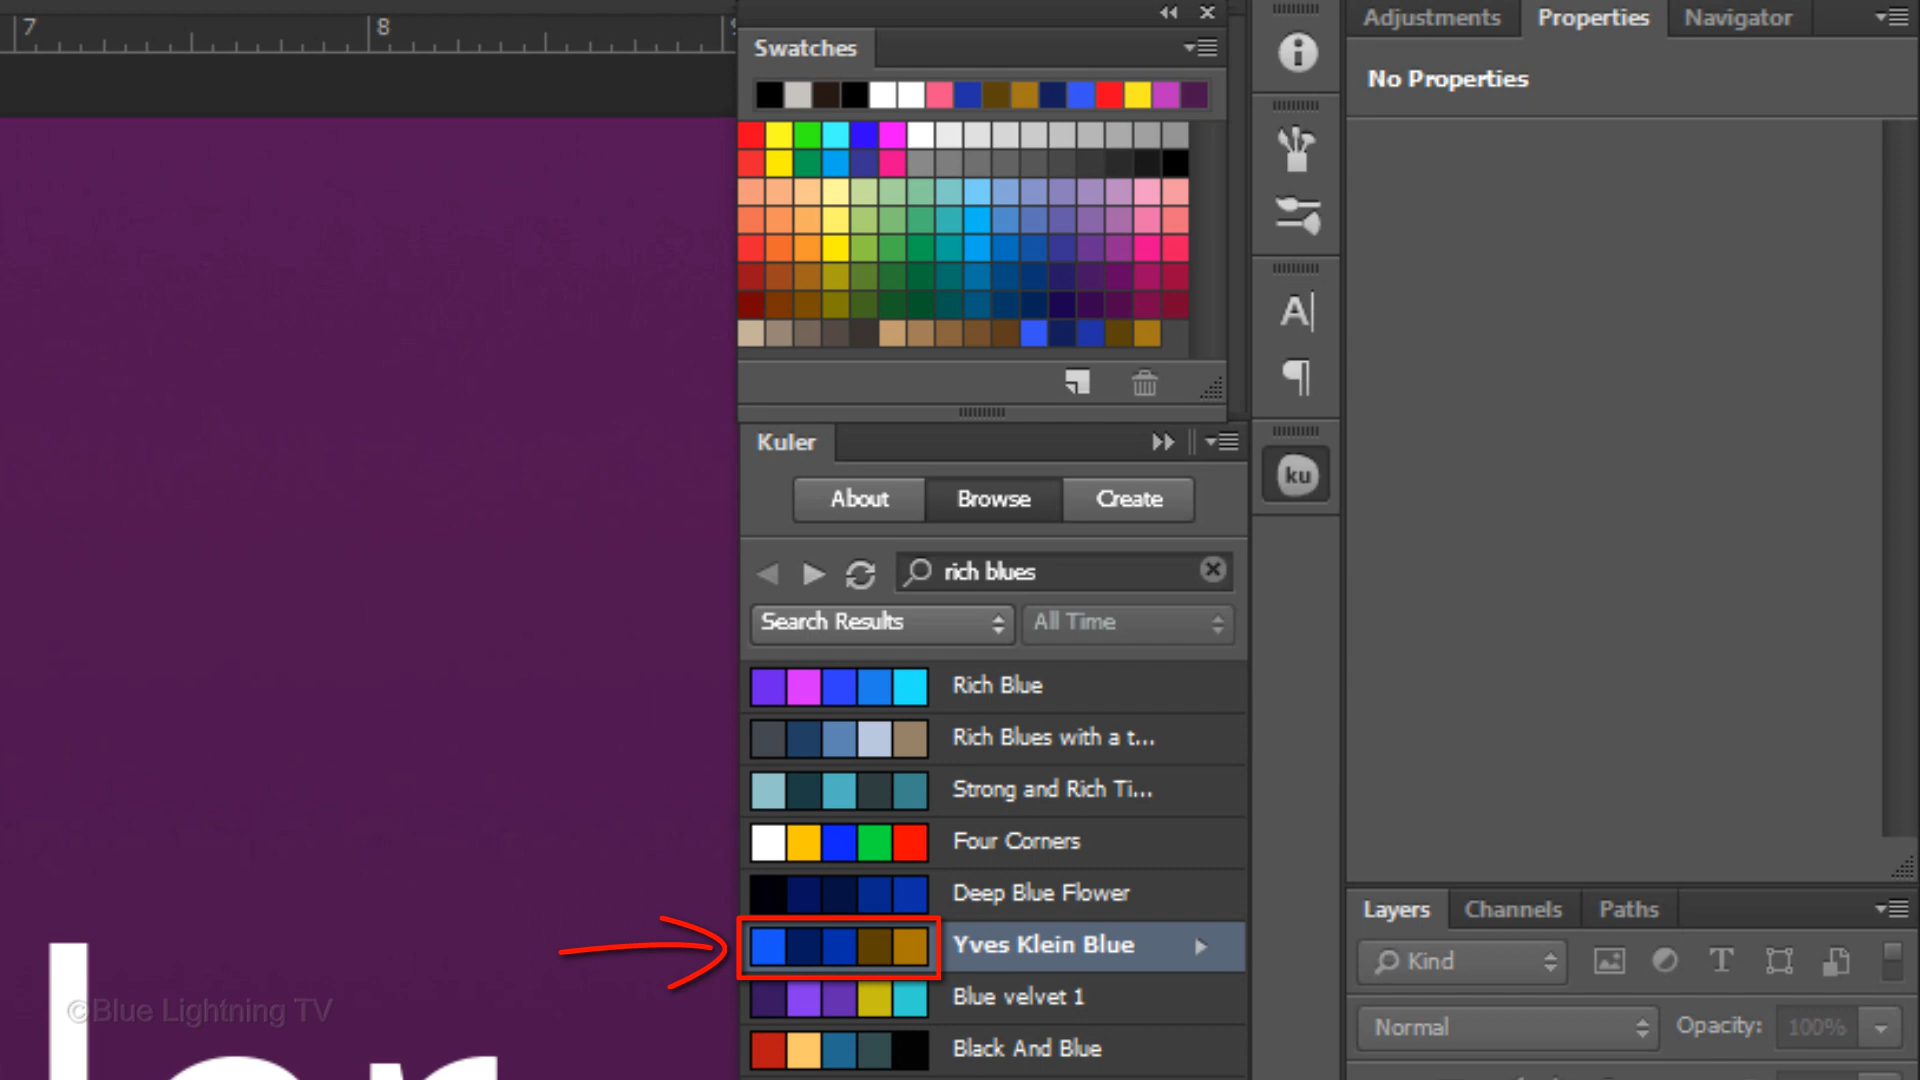 7
8
Swatches
Kuler
About
Browse
Create
rich blues
Search Results
All Time
Rich Blue
Rich Blues with a t...
Strong and Rich Ti...
Four Corners
Deep Blue Flower
Yves Klein Blue
Blue velvet 1
Black And Blue
A
¶
ku
Adjustments
Properties
Navigator
No Properties
Layers
Channels
Paths
Kind
T
Normal
Opacity:
100%
©Blue Lightning TV